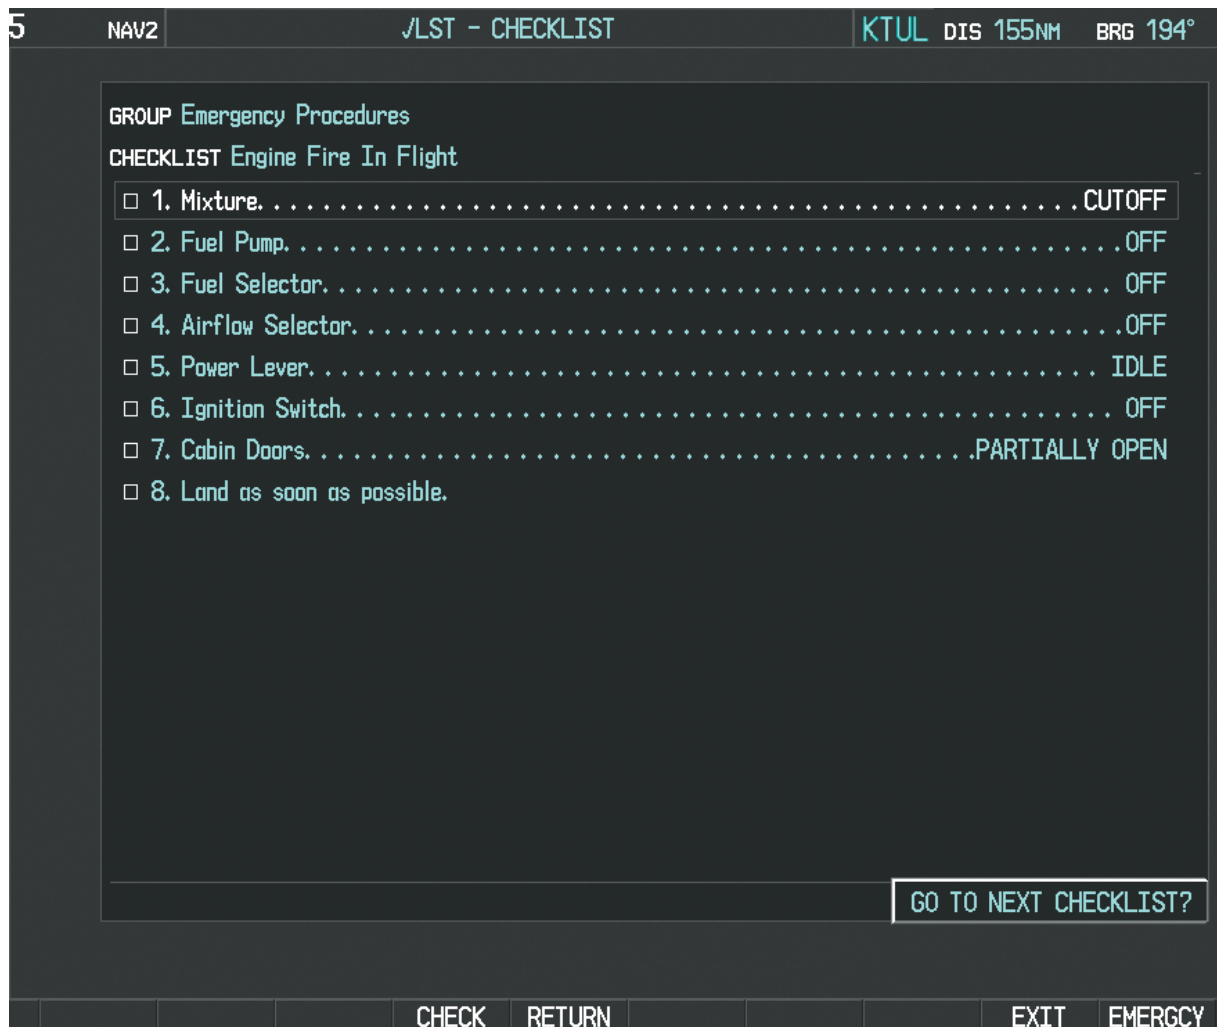 5 NAV2 √LST - CHECKLIST KTUL DIS 155NM BRG 194°
GROUP Emergency Procedures
CHECKLIST Engine Fire In Flight
1. Mixture. . . . . . . . . . . . . . . . . . . . . . . . . . . . . . . . . . . . . . . . . . . . . . . . . . . CUTOFF
2. Fuel Pump. . . . . . . . . . . . . . . . . . . . . . . . . . . . . . . . . . . . . . . . . . . . . . . . . . . .OFF
3. Fuel Selector. . . . . . . . . . . . . . . . . . . . . . . . . . . . . . . . . . . . . . . . . . . . . . . . . OFF
4. Airflow Selector. . . . . . . . . . . . . . . . . . . . . . . . . . . . . . . . . . . . . . . . . . . . . . . .OFF
5. Power Lever. . . . . . . . . . . . . . . . . . . . . . . . . . . . . . . . . . . . . . . . . . . . . . . . . IDLE
6. Ignition Switch. . . . . . . . . . . . . . . . . . . . . . . . . . . . . . . . . . . . . . . . . . . . . . . . OFF
7. Cabin Doors. . . . . . . . . . . . . . . . . . . . . . . . . . . . . . . . . . . . . . . . . .PARTIALLY OPEN
8. Land as soon as possible.
GO TO NEXT CHECKLIST?
CHECK RETURN EXIT EMERGCY